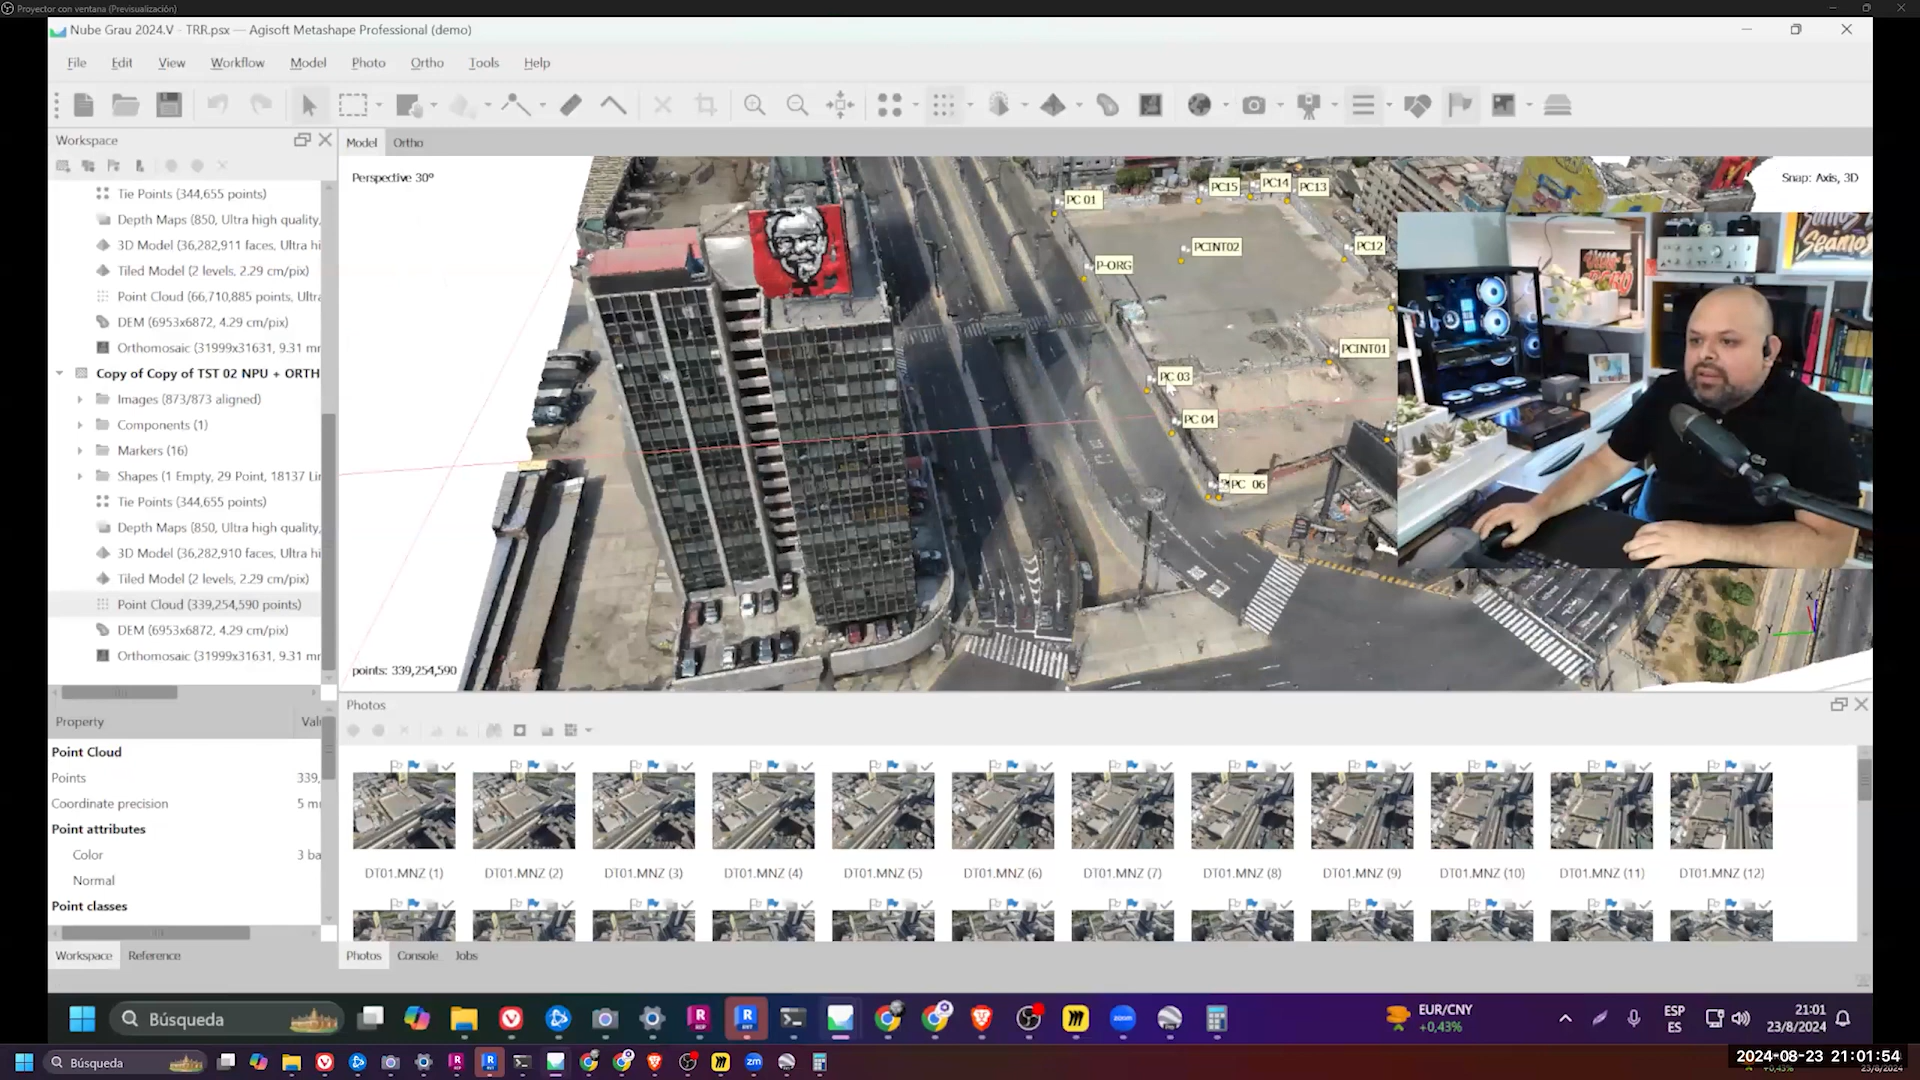 Proyector con ventana (Previsualización)
Nube Grau 2024.V - TRR.psx — Agisoft Metashape Professional (demo)
File Edit View Workflow Model Photo Ortho Tools Help
Workspace
Model Ortho
Perspective 30°
Snap: Axis, 3D
Tie Points (344,655 points)
Depth Maps (850, Ultra high quality,
3D Model (36,282,911 faces, Ultra hi
Tiled Model (2 levels, 2.29 cm/pix)
Point Cloud (66,710,885 points, Ultra
DEM (6953x6872, 4.29 cm/pix)
Orthomosaic (31999x31631, 9.31 mm
Copy of Copy of TST 02 NPU + ORTH
Images (873/873 aligned)
Components (1)
Markers (16)
Shapes (1 Empty, 29 Point, 18137 Lin
Tie Points (344,655 points)
Depth Maps (850, Ultra high quality,
3D Model (36,282,910 faces, Ultra hi
Tiled Model (2 levels, 2.29 cm/pix)
Point Cloud (339,254,590 points)
DEM (6953x6872, 4.29 cm/pix)
Orthomosaic (31999x31631, 9.31 mm
PC 01
PC15
PC14
PC13
PCINT02
PC12
P-ORG
PCINT01
PC 03
PC 04
PC 06
X
Y
points: 339,254,590
Property Valu
Point Cloud
Points 339,
Coordinate precision 5 m
Point attributes
Color 3 ba
Normal
Point classes
Workspace Reference
Photos
DT01.MNZ (1) DT01.MNZ (2) DT01.MNZ (3) DT01.MNZ (4) DT01.MNZ (5) DT01.MNZ (6) DT01.MNZ (7) DT01.MNZ (8) DT01.MNZ (9) DT01.MNZ (10) DT01.MNZ (11) DT01.MNZ (12)
Photos Console Jobs
Búsqueda
EUR/CNY
+0,43%
ESP
ES
21:01
23/8/2024
Búsqueda
2024-08-23 21:01:54